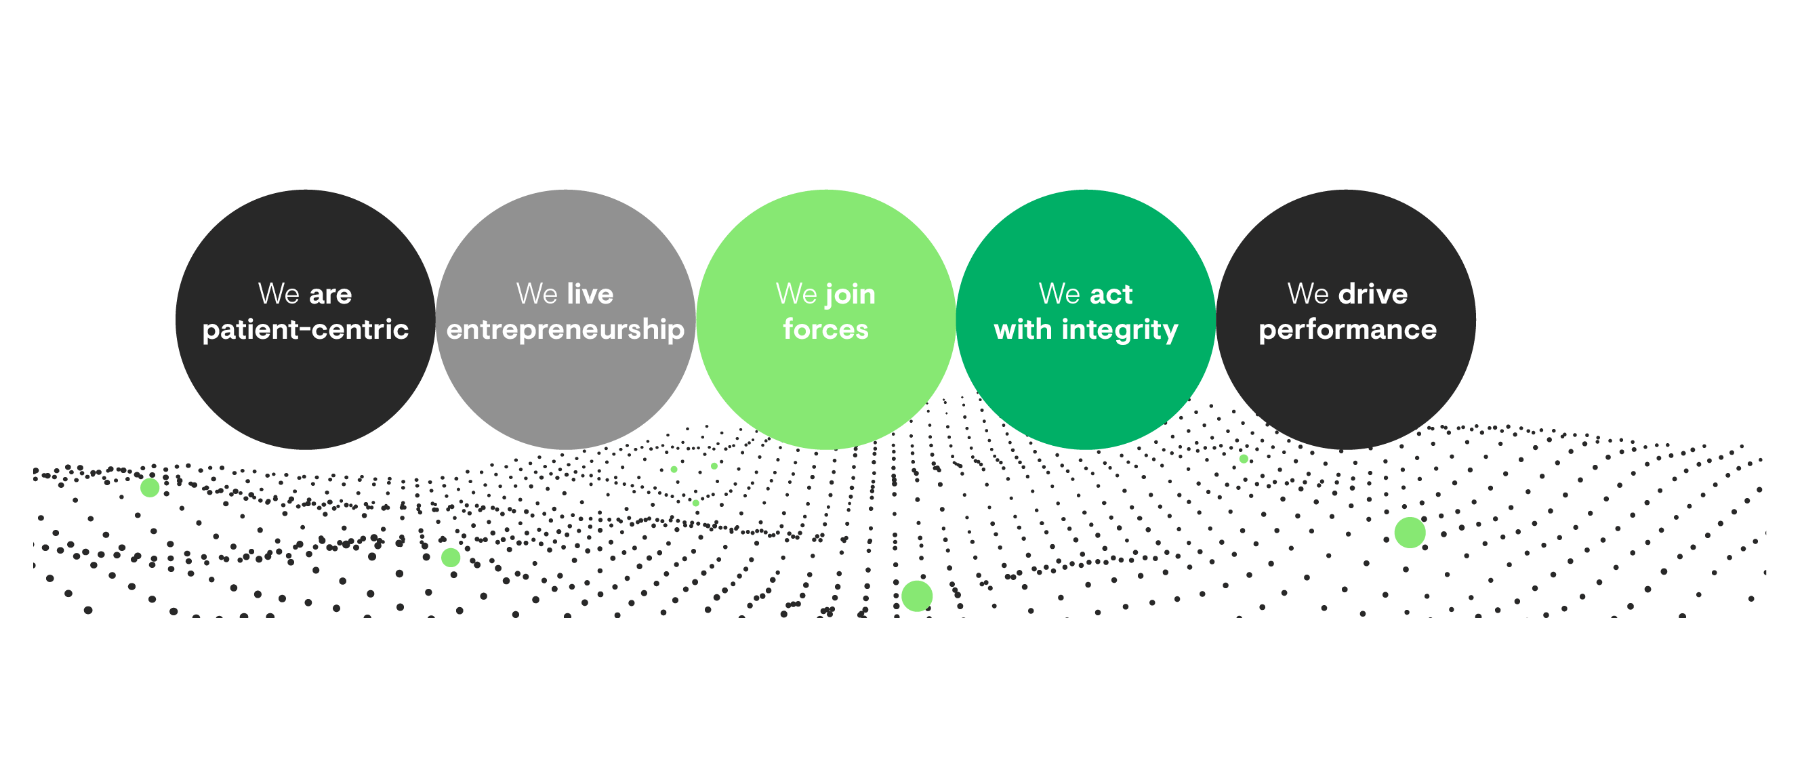 We are
patient-centric
We live
entrepreneurship
We join
forces
We act
with integrity
We drive
performance